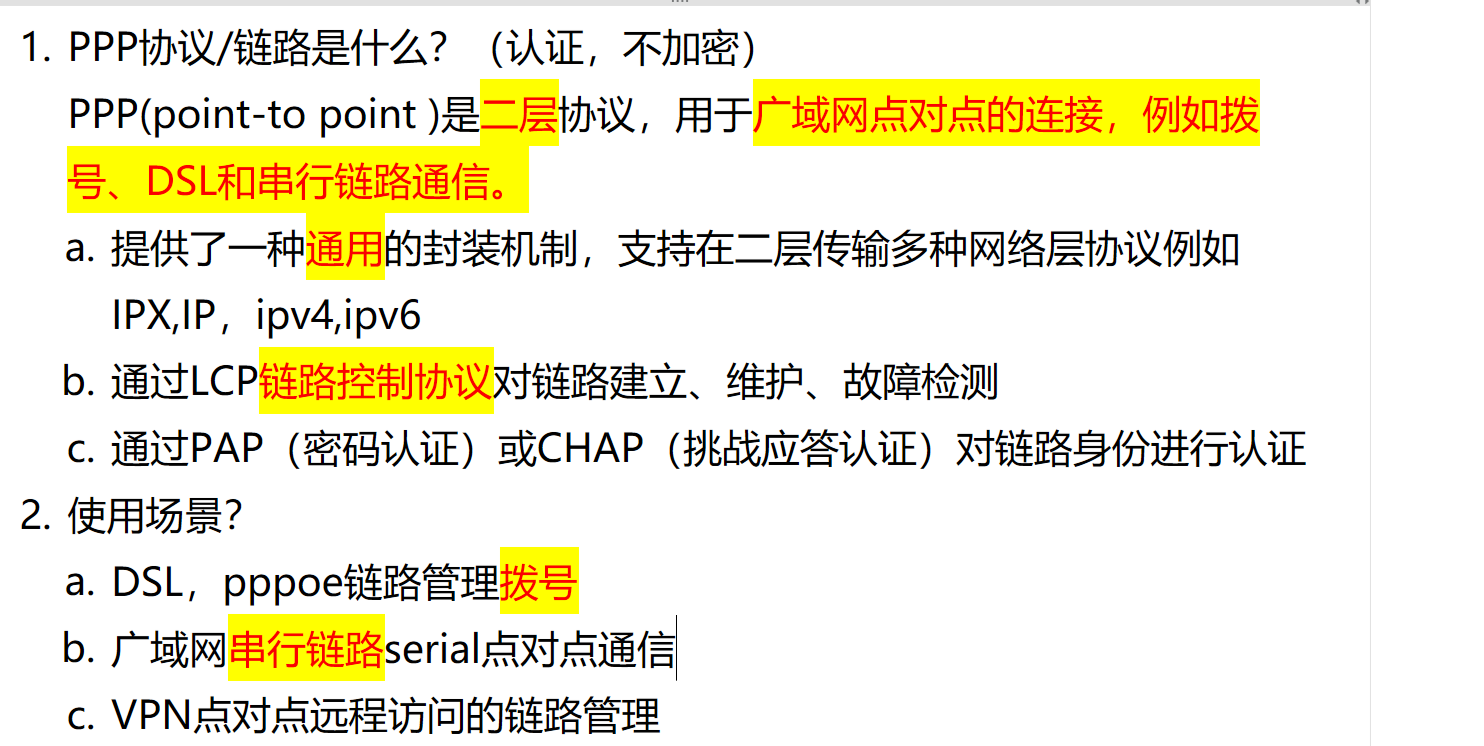 1. PPP协议/链路是什么？（认证，不加密）
PPP(point-to point )是二层协议，用于广域网点对点的连接，例如拨
号、DSL和串行链路通信。
a. 提供了一种通用的封装机制，支持在二层传输多种网络层协议例如
IPX,IP，ipv4,ipv6
b. 通过LCP链路控制协议对链路建立、维护、故障检测
c. 通过PAP（密码认证）或CHAP（挑战应答认证）对链路身份进行认证
2. 使用场景？
a. DSL，pppoe链路管理拨号
b. 广域网串行链路serial点对点通信
c. VPN点对点远程访问的链路管理